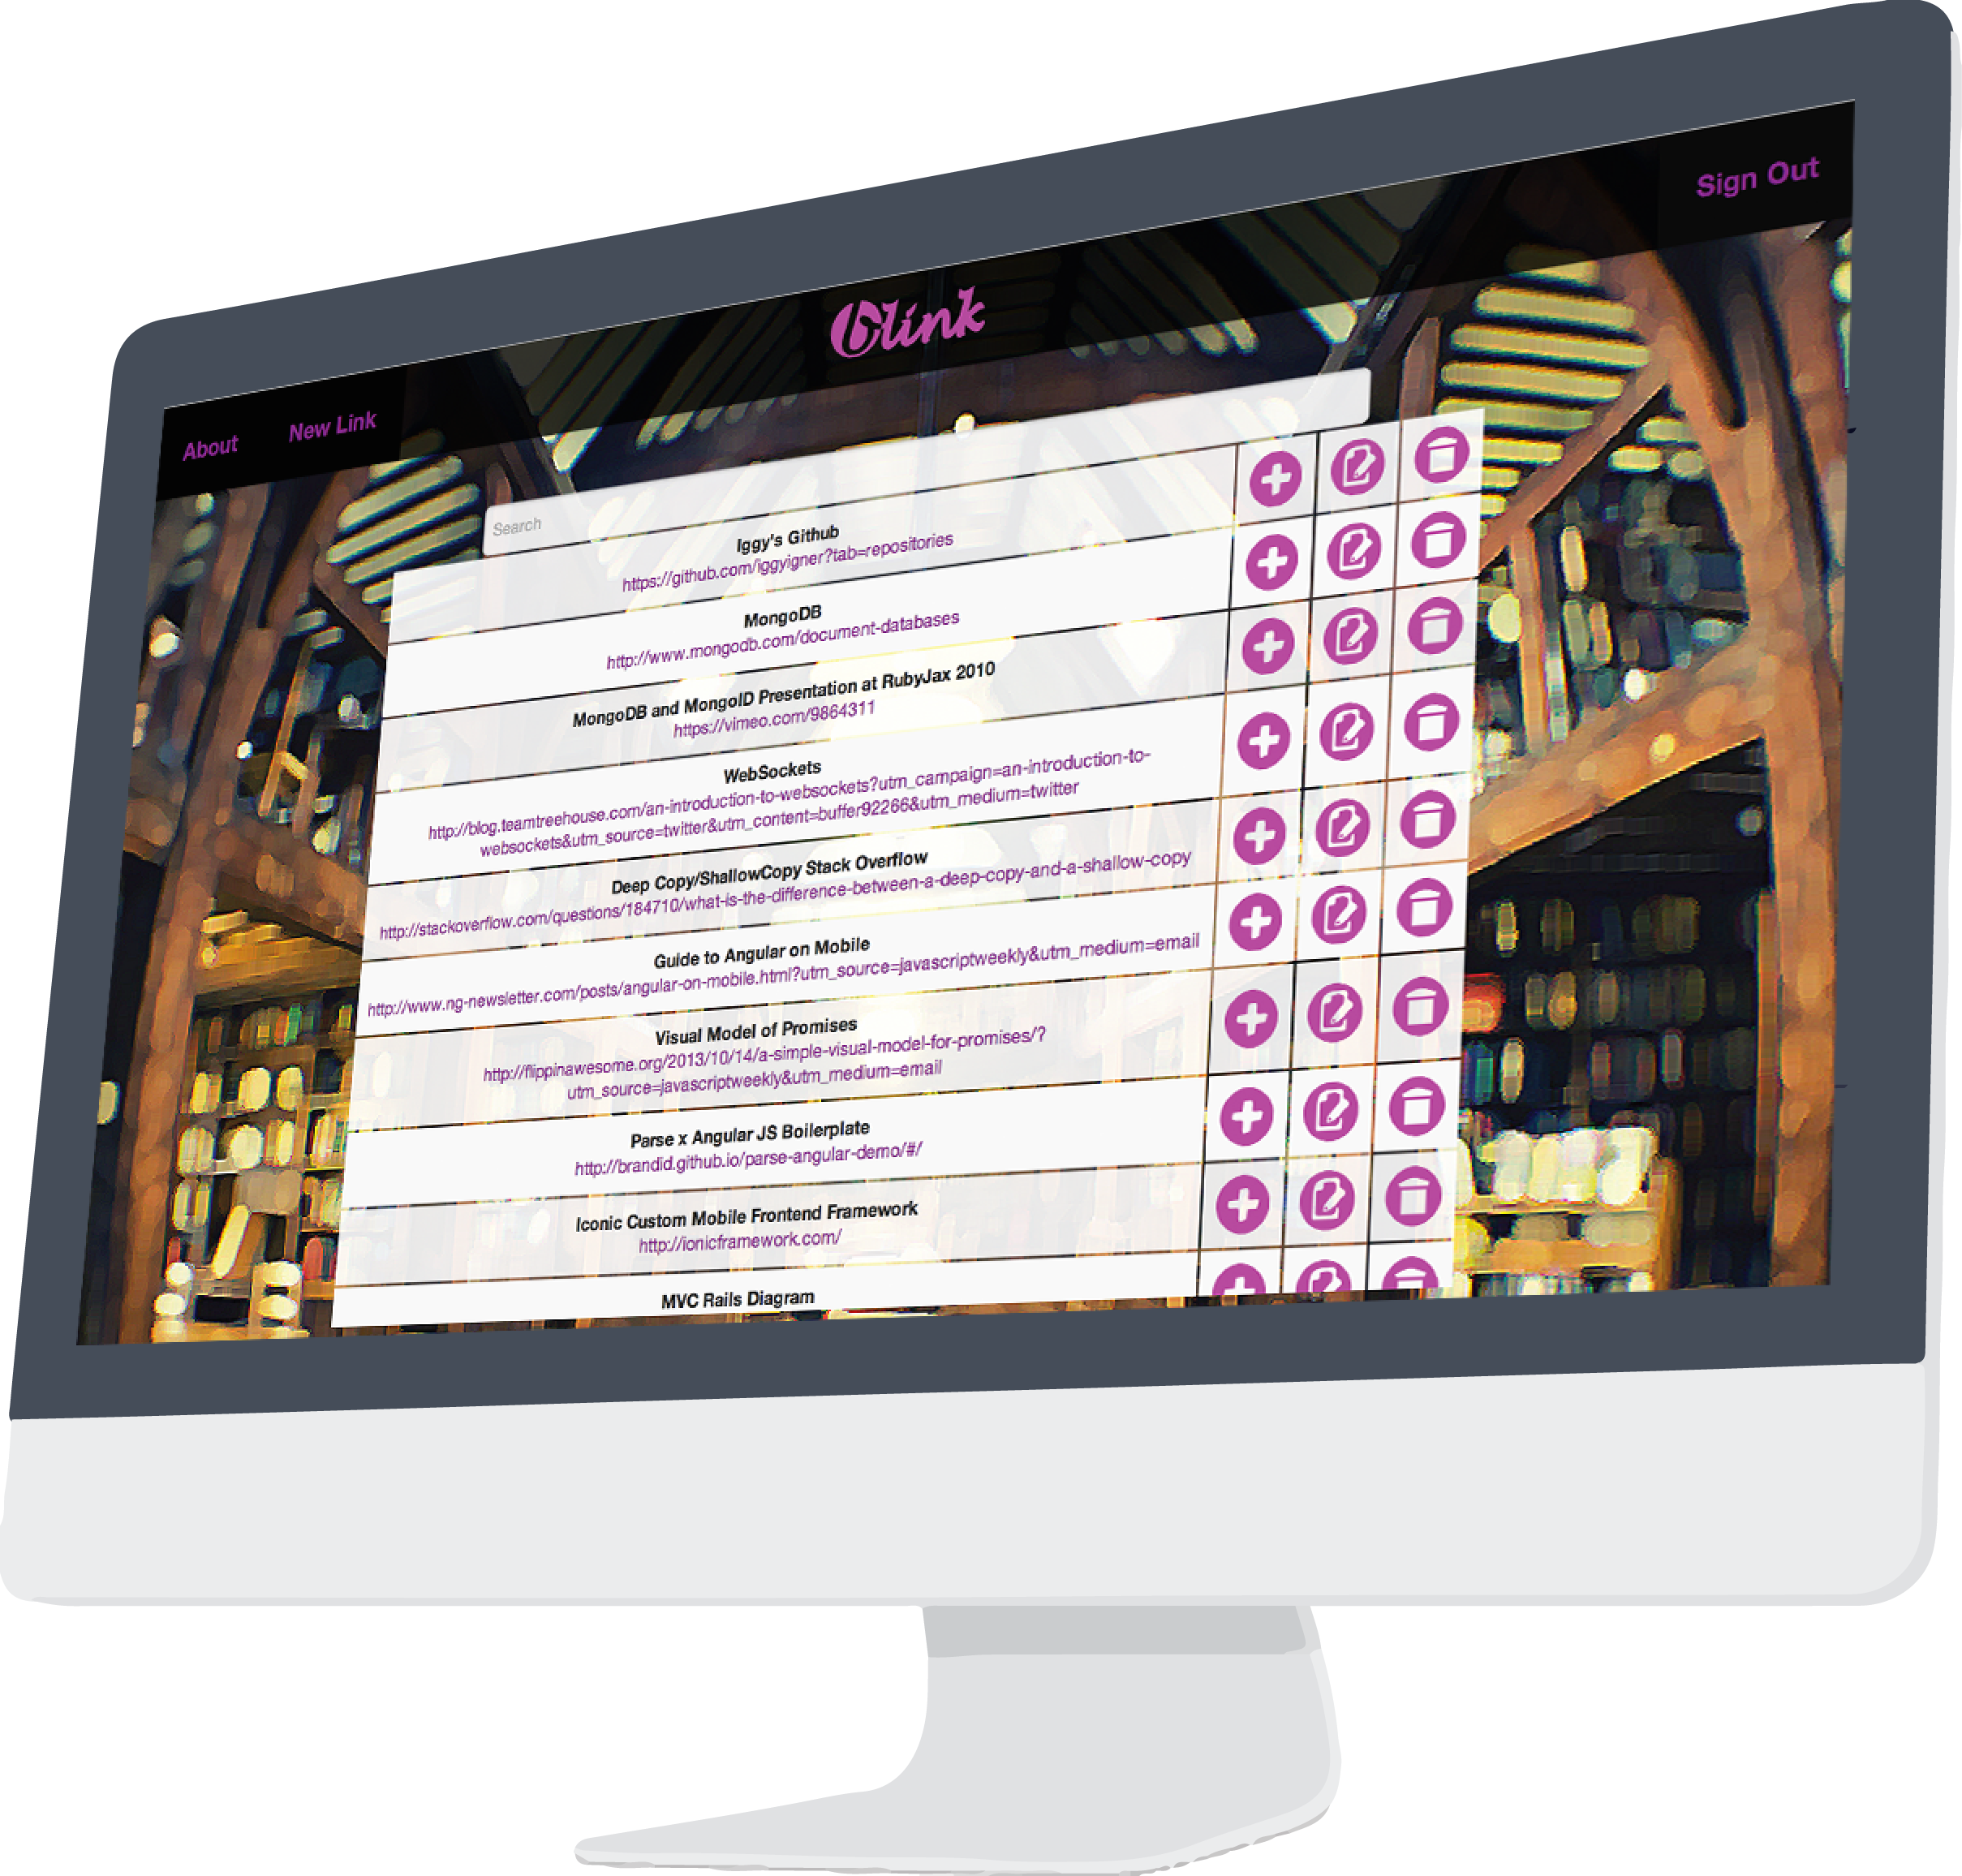 Sign Out
blink
About
New Link
Search
Iggy's Github
https://github.com/iggyigner?tab=repositories
MongoDB
http://www.mongodb.com/document-databases
MongoDB and MongoID Presentation at RubyJax 2010
https://vimeo.com/9864311
WebSockets
http://blog.teamtreehouse.com/an-introduction-to-websockets?utm_campaign=an-introduction-to-
websockets&utm_source=twitter&utm_content=buffer92266&utm_medium=twitter
Deep Copy/ShallowCopy Stack Overflow
http://stackoverflow.com/questions/184710/what-is-the-difference-between-a-deep-copy-and-a-shallow-copy
Guide to Angular on Mobile
http://www.ng-newsletter.com/posts/angular-on-mobile.html?utm_source=javascriptweekly&utm_medium=email
Visual Model of Promises
http://flippinawesome.org/2013/10/14/a-simple-visual-model-for-promises/?
utm_source=javascriptweekly&utm_medium=email
Parse x Angular JS Boilerplate
http://brandid.github.io/parse-angular-demo/#/
Iconic Custom Mobile Frontend Framework
http://ionicframework.com/
MVC Rails Diagram